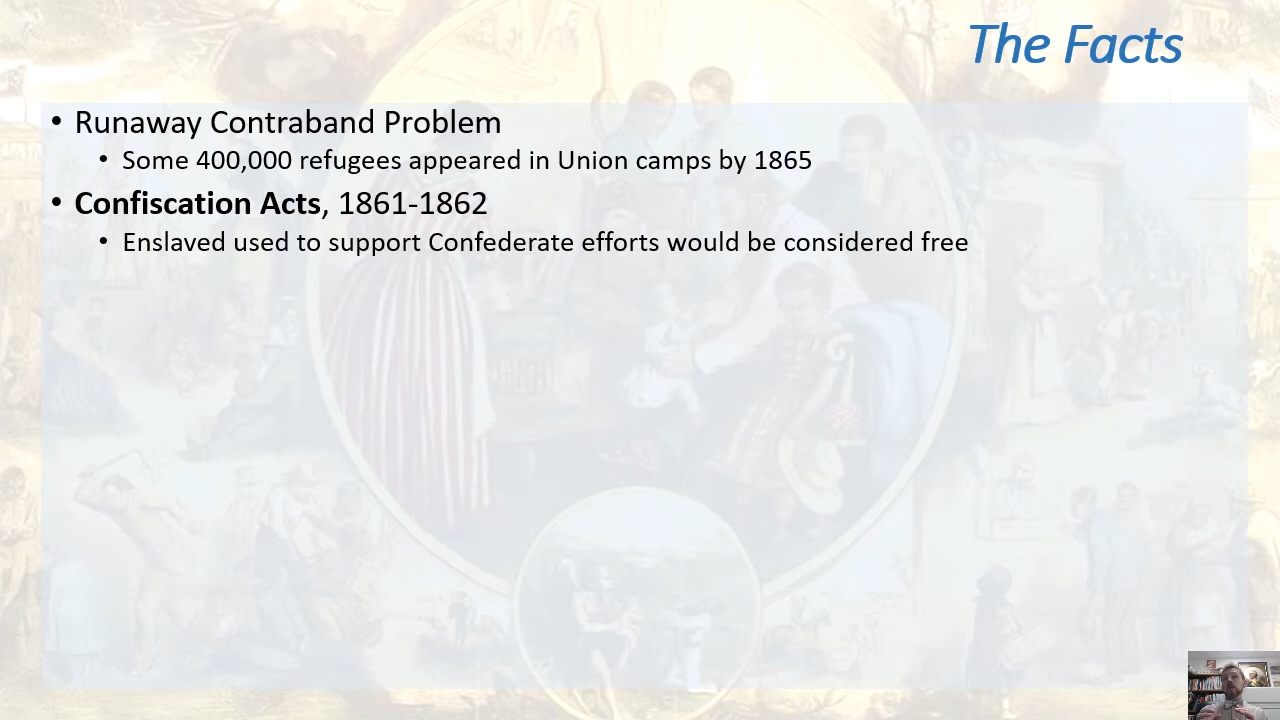 The Facts
• Runaway Contraband Problem
• Some 400,000 refugees appeared in Union camps by 1865
• Confiscation Acts, 1861-1862
• Enslaved used to support Confederate efforts would be considered free